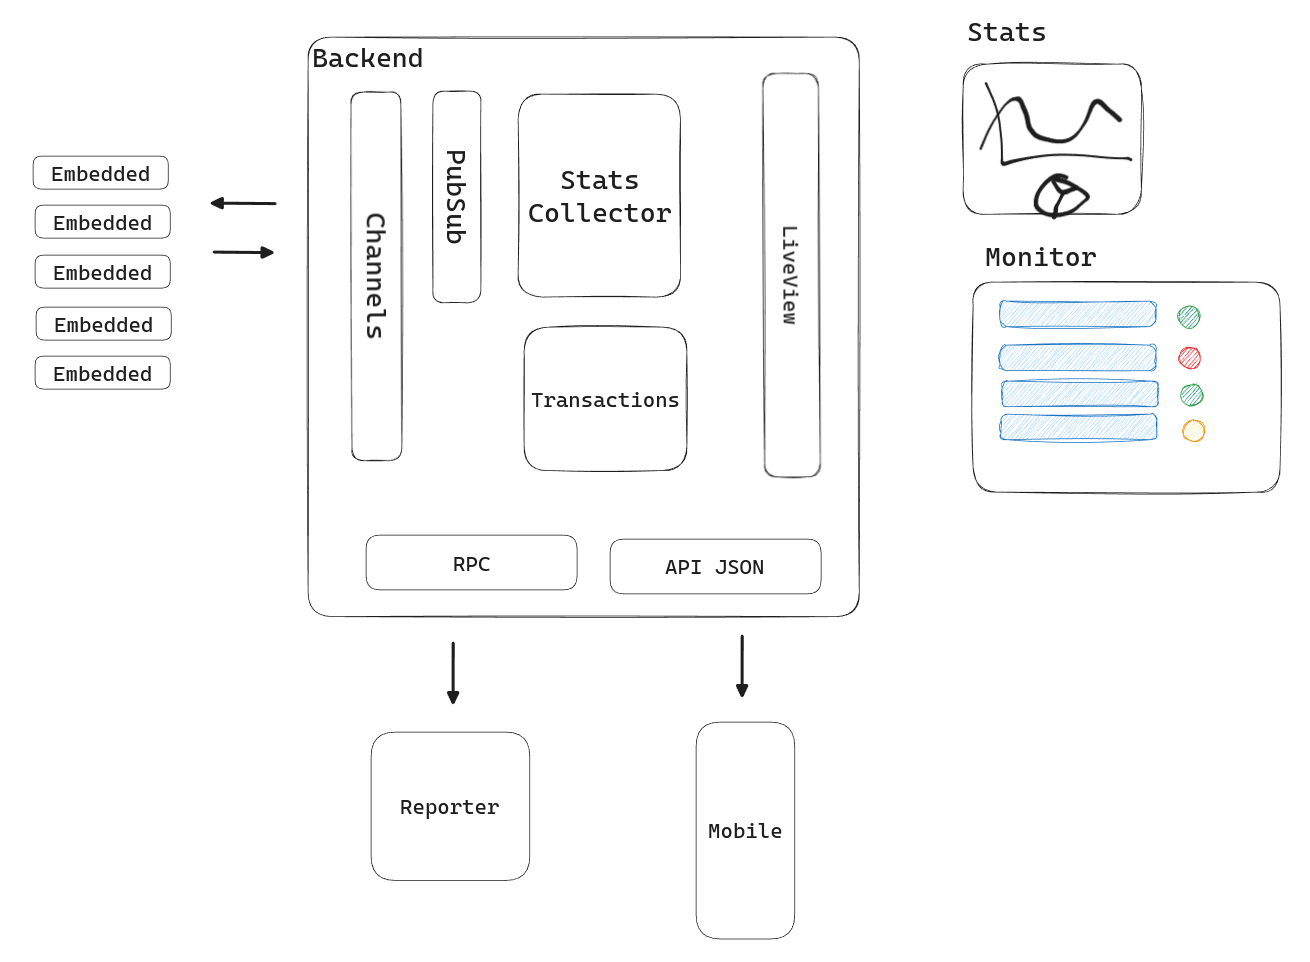 Stats
Backend
Embedded
Embedded
Embedded
Embedded
Embedded
Channels
PubSub
Stats
Collector
Transactions
LiveView
RPC
API JSON
Monitor
Reporter
Mobile